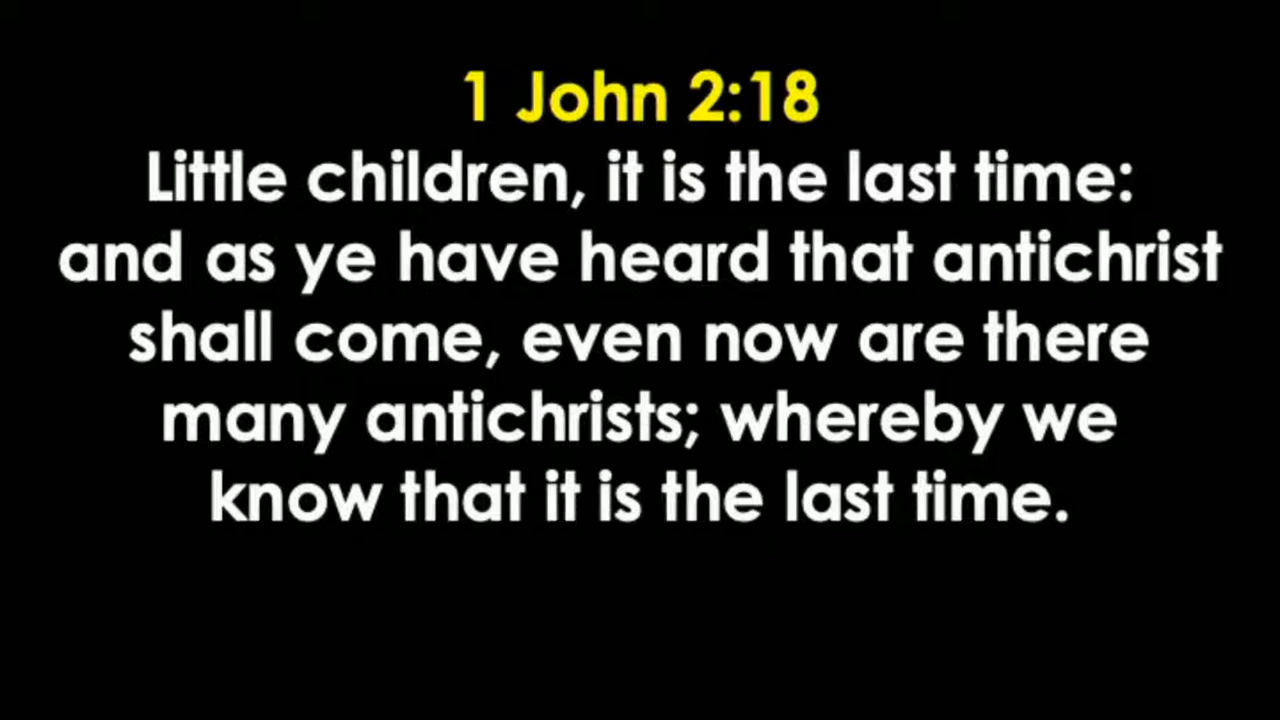 1 John 2:18
Little children, it is the last time:
and as ye have heard that antichrist
shall come, even now are there
many antichrists; whereby we
know that it is the last time.